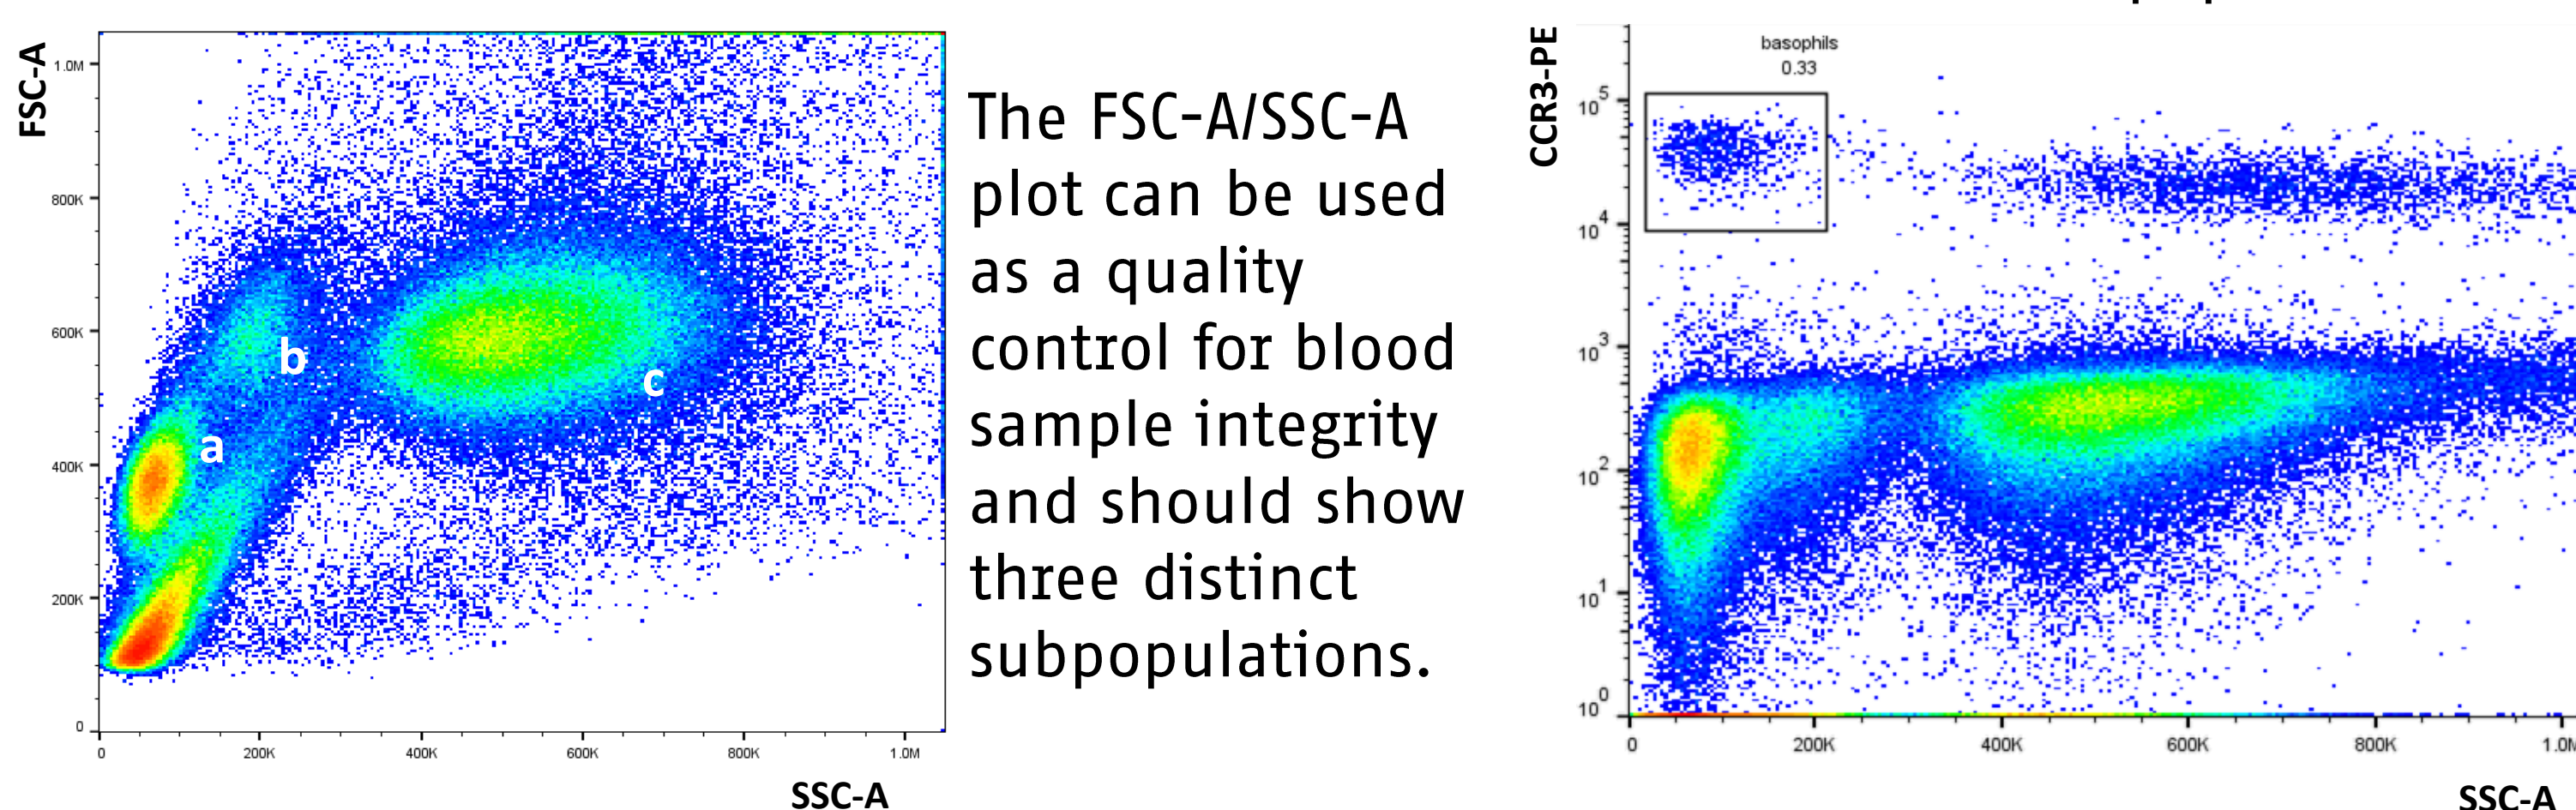 FSC-A
1.0M
800K
600K
400K
200K
0
a
b
c
0
200K
400K
600K
800K
1.0M
SSC-A
The FSC-A/SSC-A
plot can be used
as a quality
control for blood
sample integrity
and should show
three distinct
subpopulations.
CCR3-PE
basophils
0.33
10^5
10^4
10^3
10^2
10^1
10^0
0
200K
400K
600K
800K
SSC-A